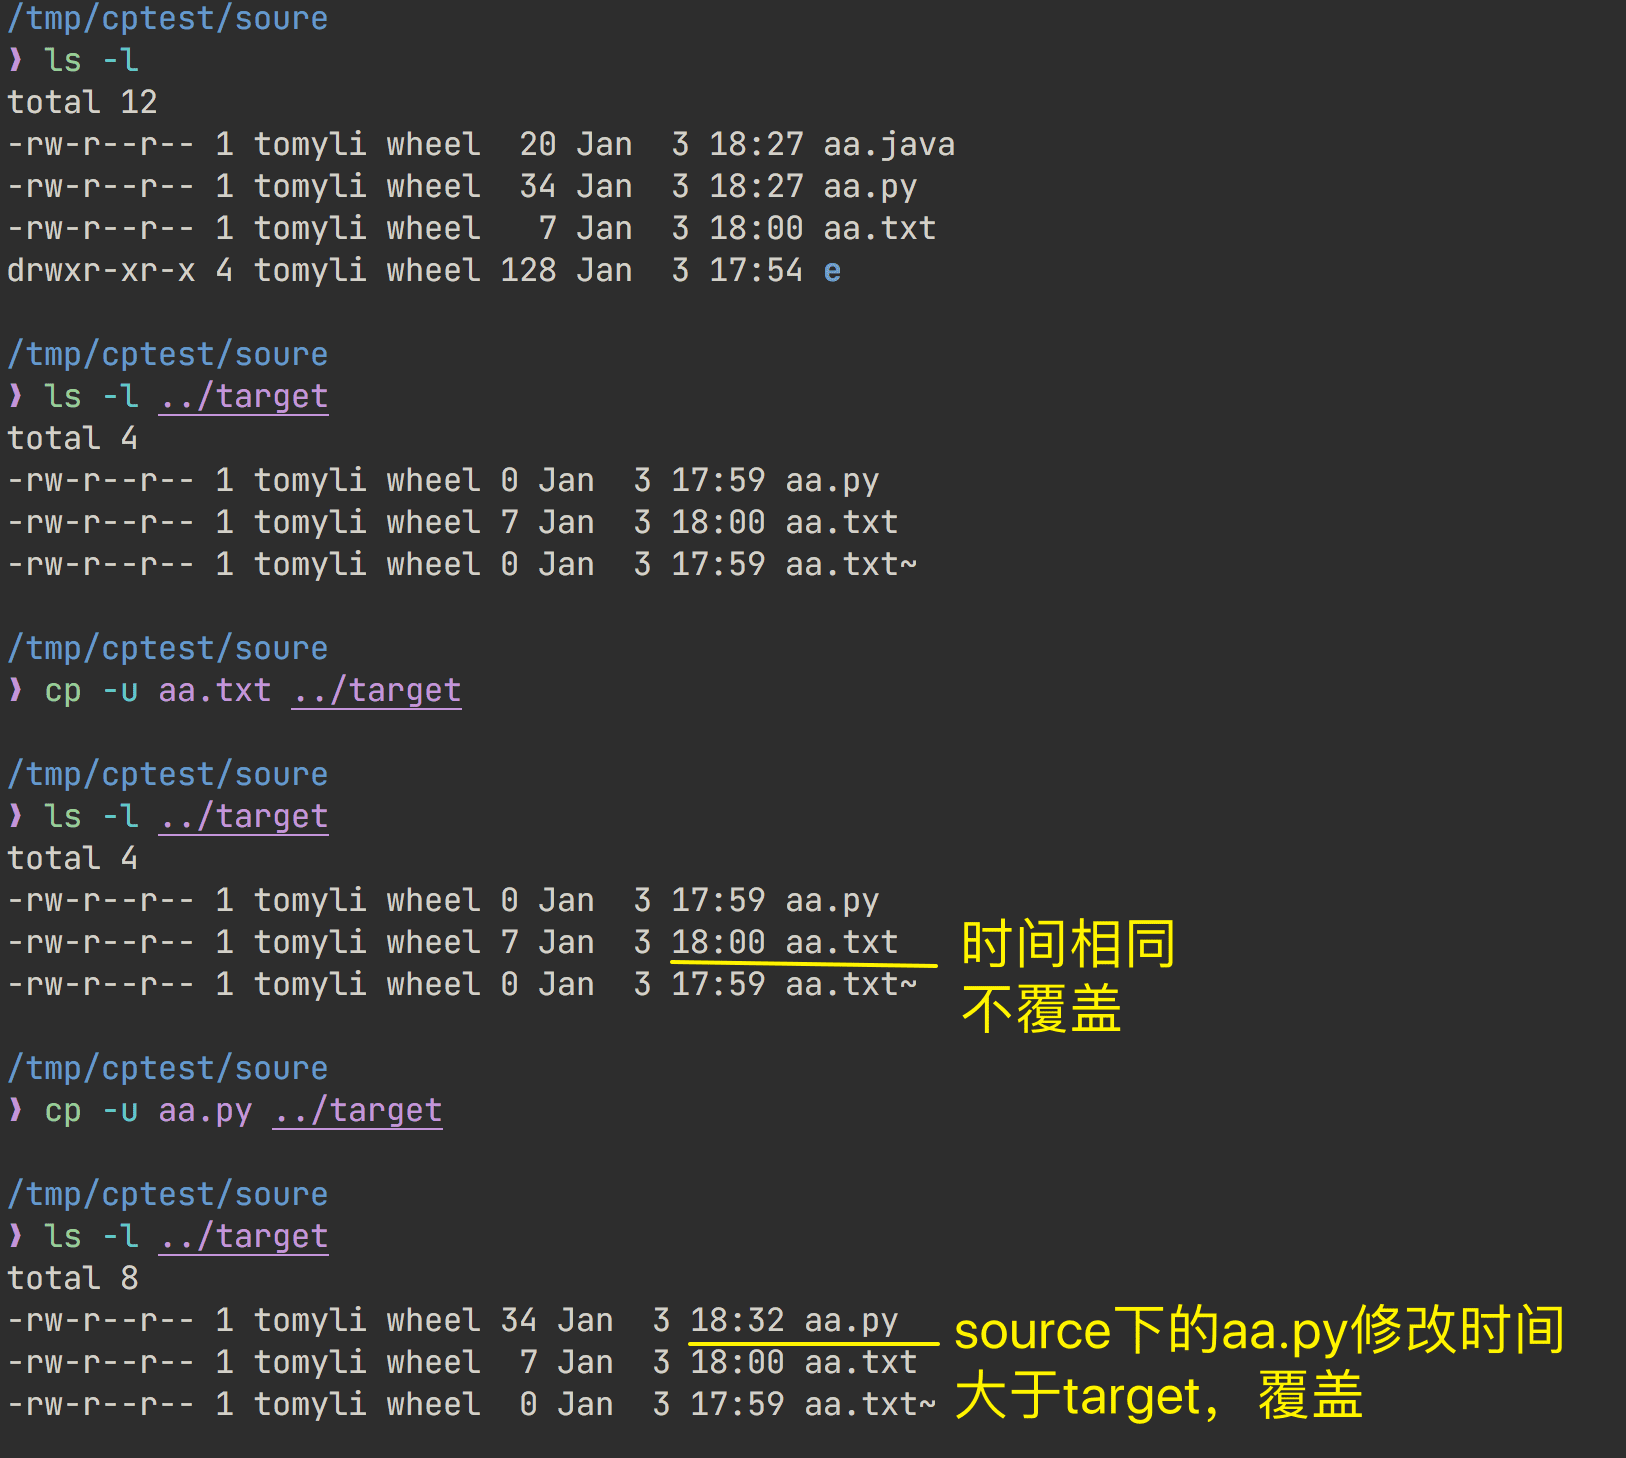 /tmp/cptest/soure
❯ ls -l
total 12
-rw-r--r-- 1 tomyli wheel  20 Jan  3 18:27 aa.java
-rw-r--r-- 1 tomyli wheel  34 Jan  3 18:27 aa.py
-rw-r--r-- 1 tomyli wheel   7 Jan  3 18:00 aa.txt
drwxr-xr-x 4 tomyli wheel 128 Jan  3 17:54 e
/tmp/cptest/soure
❯ ls -l ../target
total 4
-rw-r--r-- 1 tomyli wheel 0 Jan  3 17:59 aa.py
-rw-r--r-- 1 tomyli wheel 7 Jan  3 18:00 aa.txt
-rw-r--r-- 1 tomyli wheel 0 Jan  3 17:59 aa.txt~
/tmp/cptest/soure
❯ cp -u aa.txt ../target
/tmp/cptest/soure
❯ ls -l ../target
total 4
-rw-r--r-- 1 tomyli wheel 0 Jan  3 17:59 aa.py
-rw-r--r-- 1 tomyli wheel 7 Jan  3 18:00 aa.txt 时间相同
-rw-r--r-- 1 tomyli wheel 0 Jan  3 17:59 aa.txt~ 不覆盖
/tmp/cptest/soure
❯ cp -u aa.py ../target
/tmp/cptest/soure
❯ ls -l ../target
total 8
-rw-r--r-- 1 tomyli wheel 34 Jan  3 18:32 aa.py source下的aa.py修改时间
-rw-r--r-- 1 tomyli wheel  7 Jan  3 18:00 aa.txt
-rw-r--r-- 1 tomyli wheel  0 Jan  3 17:59 aa.txt~ 大于target，覆盖